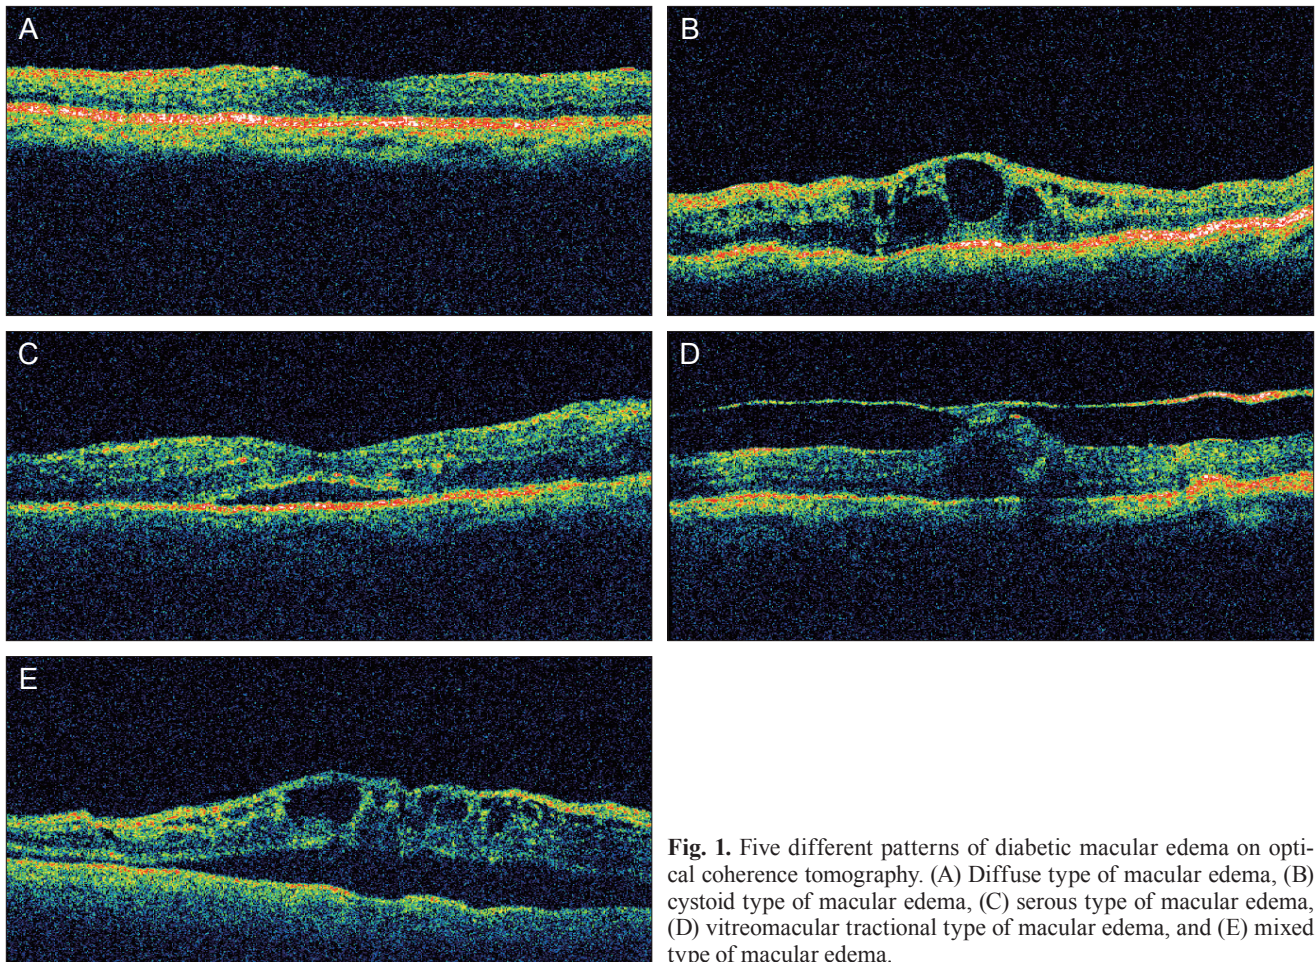 A
B
C
D
E
Fig. 1. Five different patterns of diabetic macular edema on opti-
cal coherence tomography. (A) Diffuse type of macular edema, (B)
cystoid type of macular edema, (C) serous type of macular edema,
(D) vitreomacular tractional type of macular edema, and (E) mixed
type of macular edema.